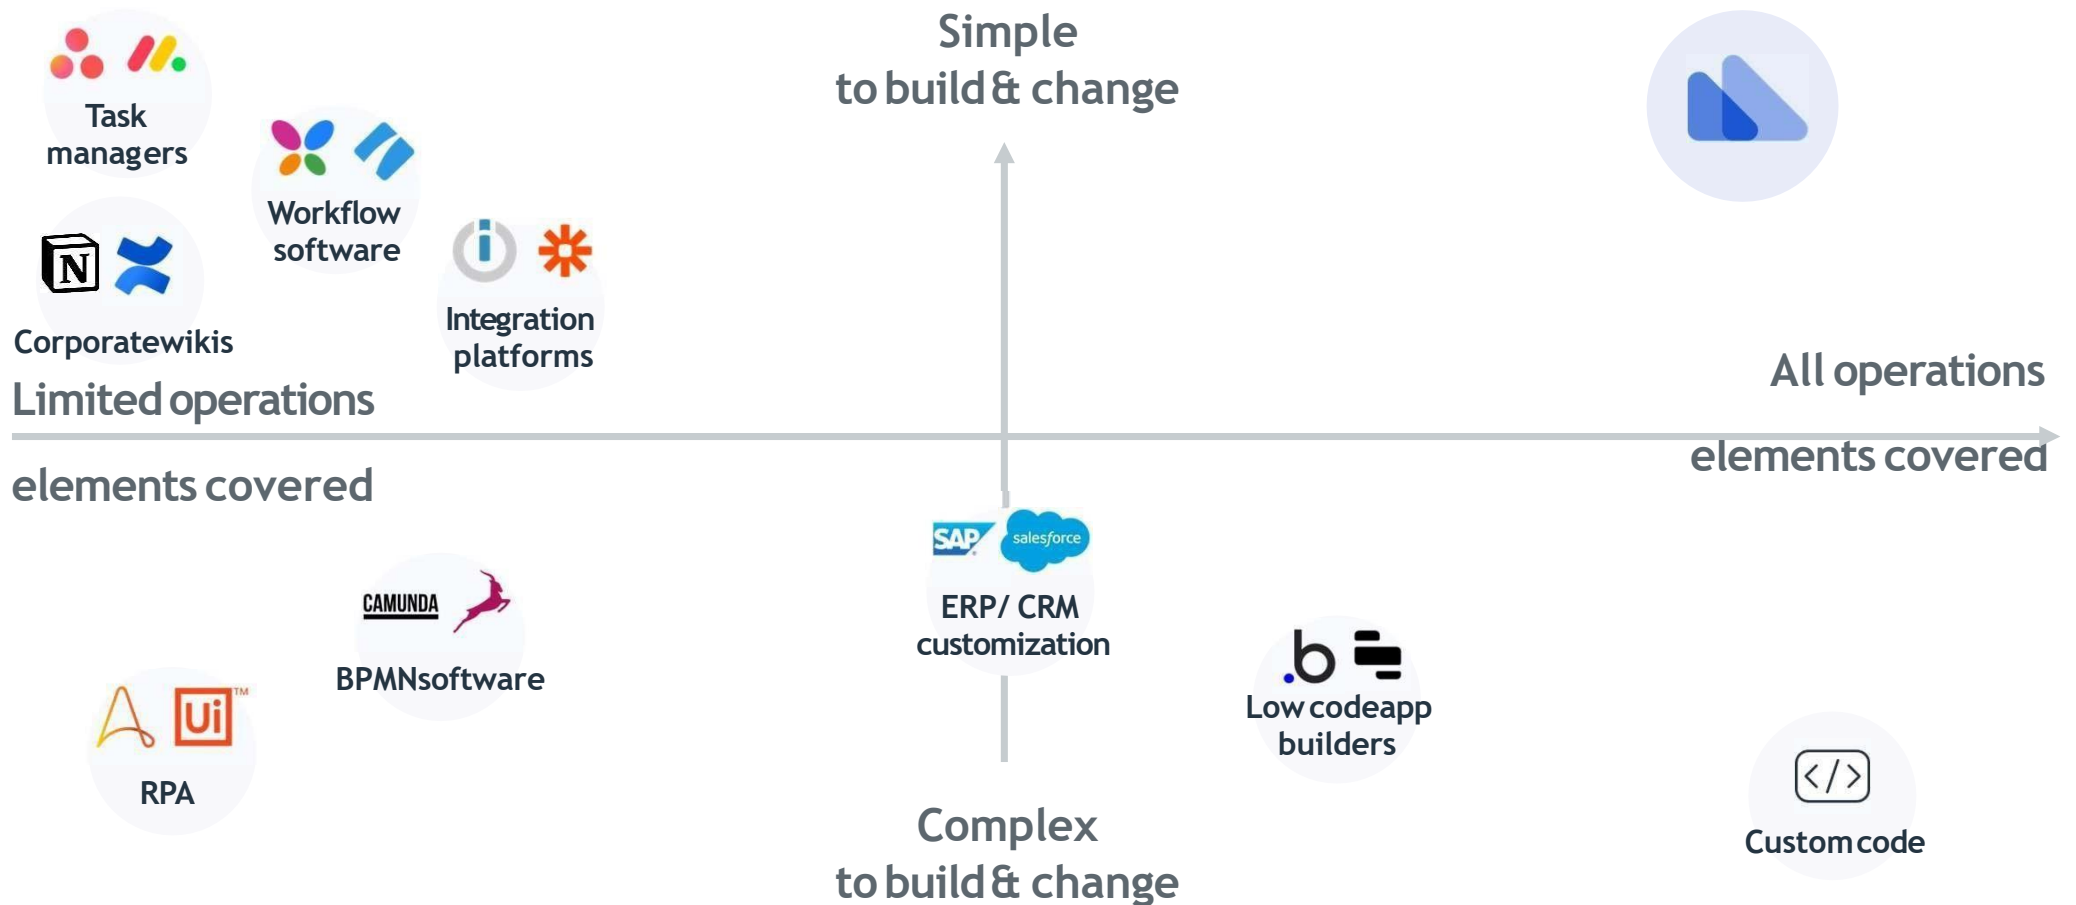 Simple
to build & change
Task
managers
Workflow
software
N
Corporatewikis
i
Integration
platforms
Limited operations
elements covered
All operations
elements covered
SAP
salesforce
ERP/ CRM
customization
CAMUNDA
BPMNsoftware
b
Low codeapp
builders
A
Ui™
RPA
</>
Custom code
Complex
to build & change